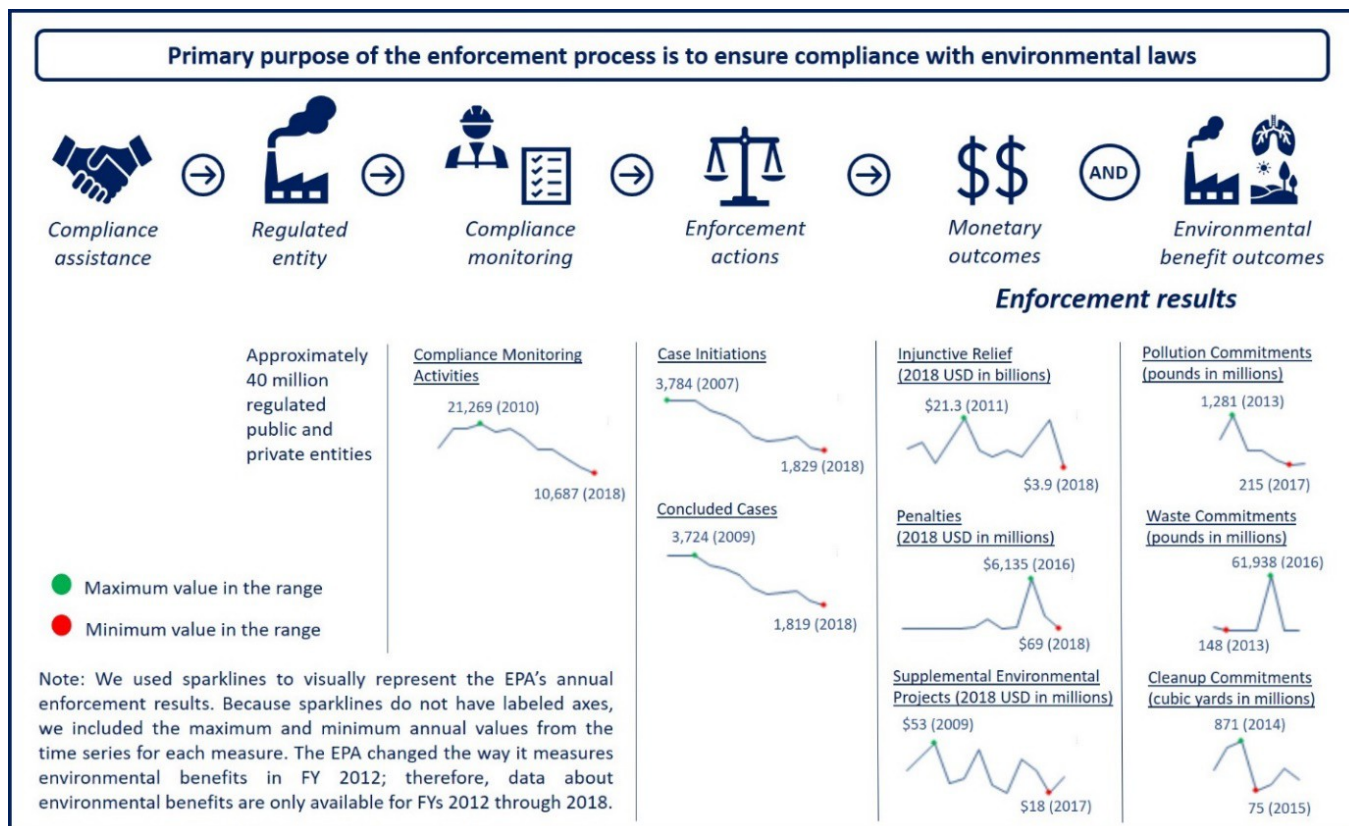 Primary purpose of the enforcement process is to ensure compliance with environmental laws
Compliance
assistance
Regulated
entity
Compliance
monitoring
Enforcement
actions
$$
Monetary
outcomes
AND
Environmental
benefit outcomes
Enforcement results
Approximately
40 million
regulated
public and
private entities
Compliance Monitoring
Activities
21,269 (2010)
10,687 (2018)
Case Initiations
3,784 (2007)
1,829 (2018)
Concluded Cases
3,724 (2009)
1,819 (2018)
Injunctive Relief
(2018 USD in billions)
$21.3 (2011)
$3.9 (2018)
Penalties
(2018 USD in millions)
$6,135 (2016)
$69 (2018)
Supplemental Environmental
Projects (2018 USD in millions)
$53 (2009)
$18 (2017)
Pollution Commitments
(pounds in millions)
1,281 (2013)
215 (2017)
Waste Commitments
(pounds in millions)
61,938 (2016)
148 (2013)
Cleanup Commitments
(cubic yards in millions)
871 (2014)
75 (2015)
Maximum value in the range
Minimum value in the range
Note: We used sparklines to visually represent the EPA's annual
enforcement results. Because sparklines do not have labeled axes,
we included the maximum and minimum annual values from the
time series for each measure. The EPA changed the way it measures
environmental benefits in FY 2012; therefore, data about
environmental benefits are only available for FYs 2012 through 2018.